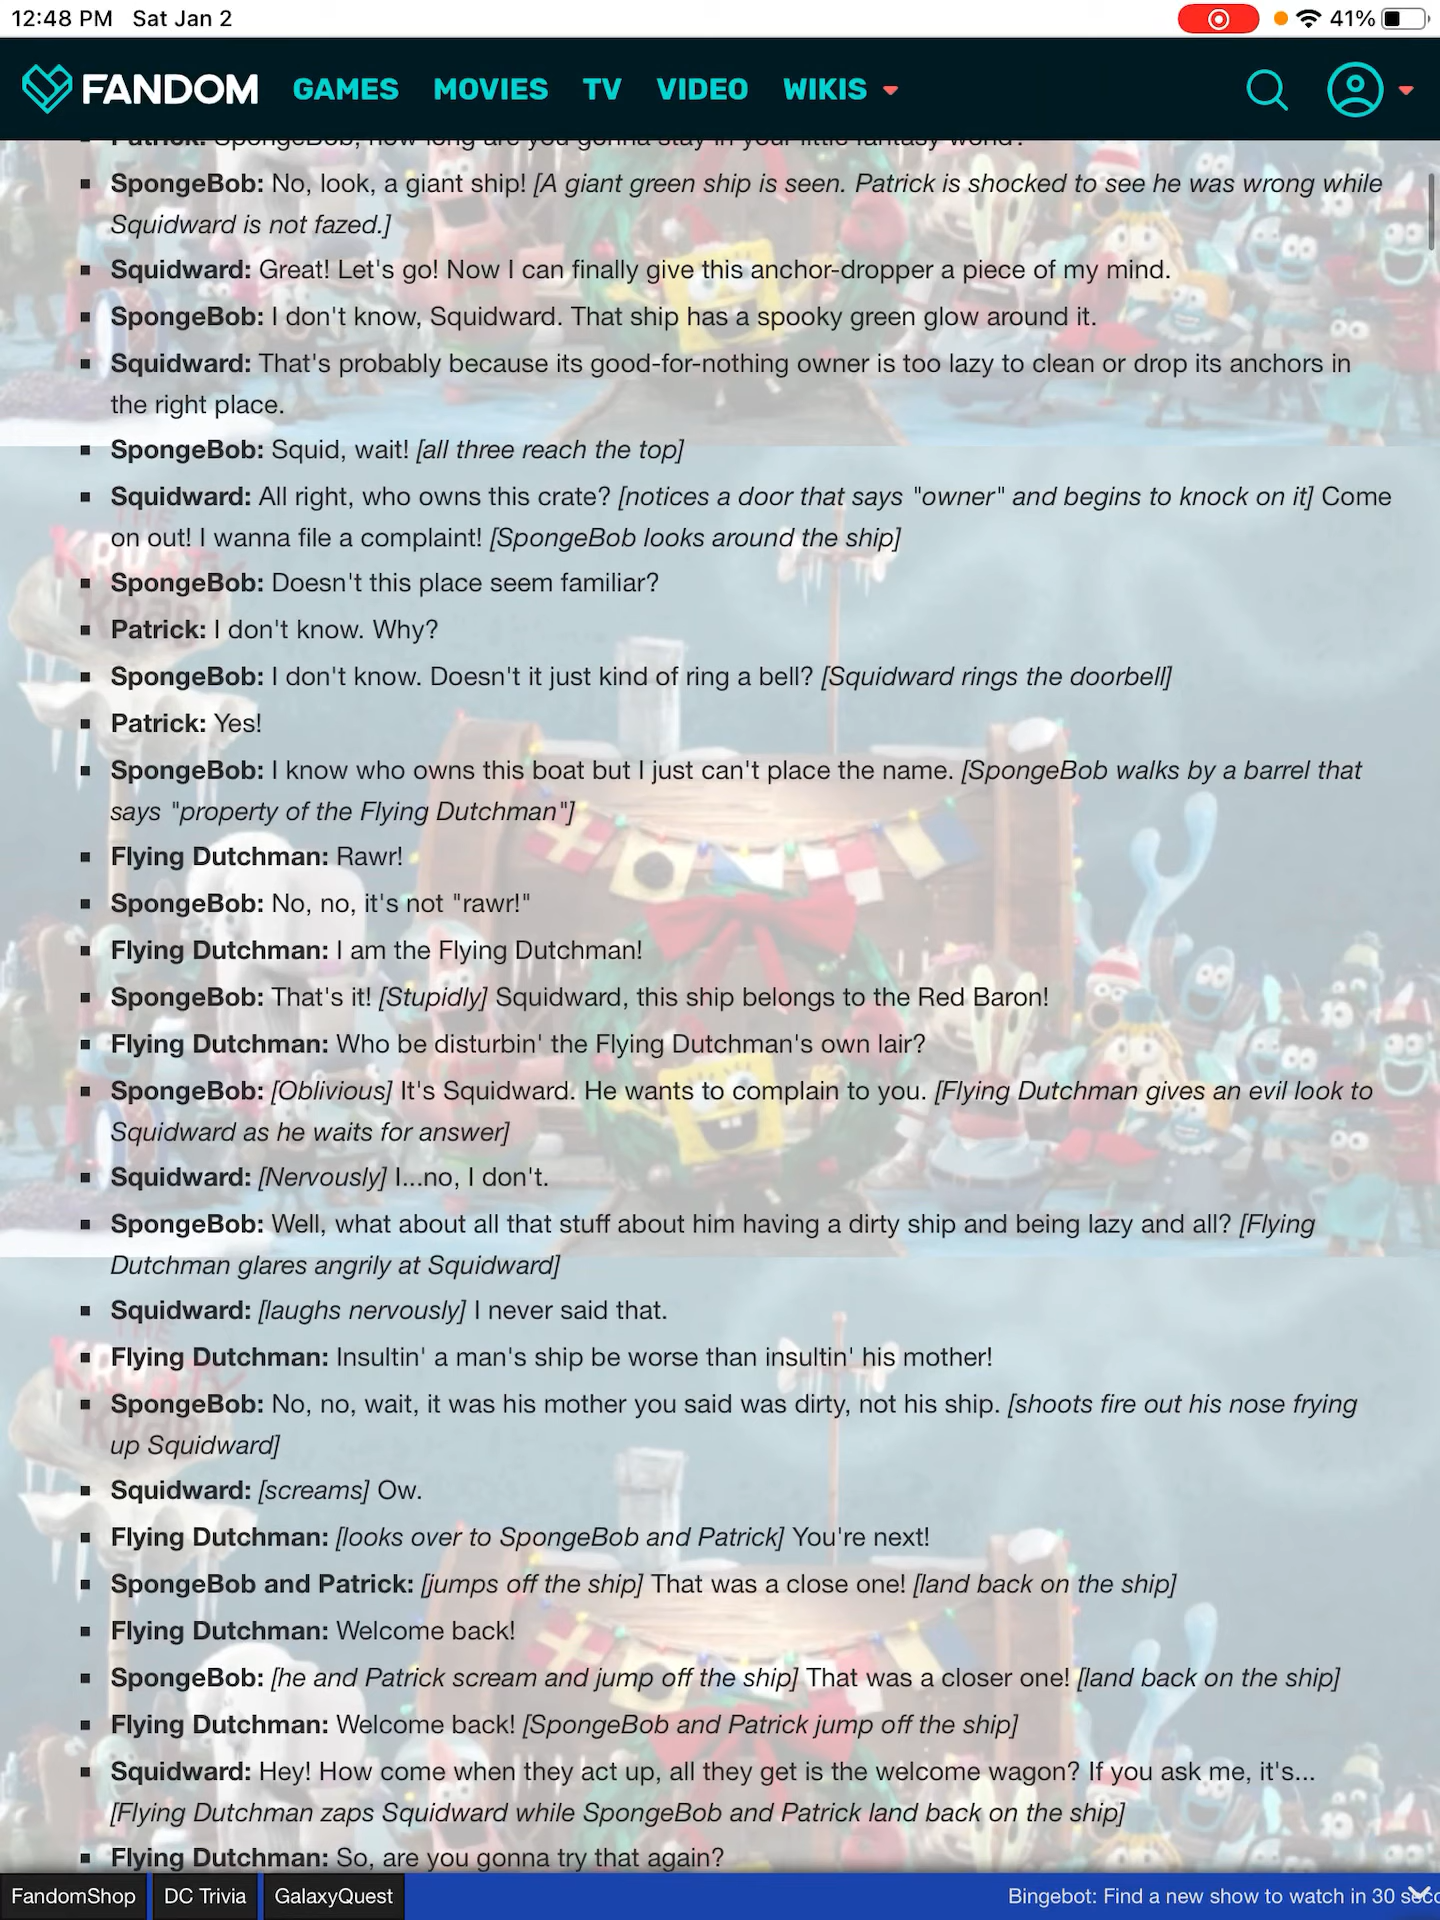 12:48 PM Sat Jan 2
41%
FANDOM GAMES MOVIES TV VIDEO WIKIS
Patrick: SpongeBob, how long are you gonna stay in your little fantasy world?
SpongeBob: No, look, a giant ship! [A giant green ship is seen. Patrick is shocked to see he was wrong while
Squidward is not fazed.]
Squidward: Great! Let's go! Now I can finally give this anchor-dropper a piece of my mind.
SpongeBob: I don't know, Squidward. That ship has a spooky green glow around it.
Squidward: That's probably because its good-for-nothing owner is too lazy to clean or drop its anchors in
the right place.
SpongeBob: Squid, wait! [all three reach the top]
Squidward: All right, who owns this crate? [notices a door that says "owner" and begins to knock on it] Come
on out! I wanna file a complaint! [SpongeBob looks around the ship]
SpongeBob: Doesn't this place seem familiar?
Patrick: I don't know. Why?
SpongeBob: I don't know. Doesn't it just kind of ring a bell? [Squidward rings the doorbell]
Patrick: Yes!
SpongeBob: I know who owns this boat but I just can't place the name. [SpongeBob walks by a barrel that
says "property of the Flying Dutchman"]
Flying Dutchman: Rawr!
SpongeBob: No, no, it's not "rawr!"
Flying Dutchman: I am the Flying Dutchman!
SpongeBob: That's it! [Stupidly] Squidward, this ship belongs to the Red Baron!
Flying Dutchman: Who be disturbin' the Flying Dutchman's own lair?
SpongeBob: [Oblivious] It's Squidward. He wants to complain to you. [Flying Dutchman gives an evil look to
Squidward as he waits for answer]
Squidward: [Nervously] I...no, I don't.
SpongeBob: Well, what about all that stuff about him having a dirty ship and being lazy and all? [Flying
Dutchman glares angrily at Squidward]
Squidward: [laughs nervously] I never said that.
Flying Dutchman: Insultin' a man's ship be worse than insultin' his mother!
SpongeBob: No, no, wait, it was his mother you said was dirty, not his ship. [shoots fire out his nose frying
up Squidward]
Squidward: [screams] Ow.
Flying Dutchman: [looks over to SpongeBob and Patrick] You're next!
SpongeBob and Patrick: [jumps off the ship] That was a close one! [land back on the ship]
Flying Dutchman: Welcome back!
SpongeBob: [he and Patrick scream and jump off the ship] That was a closer one! [land back on the ship]
Flying Dutchman: Welcome back! [SpongeBob and Patrick jump off the ship]
Squidward: Hey! How come when they act up, all they get is the welcome wagon? If you ask me, it's...
[Flying Dutchman zaps Squidward while SpongeBob and Patrick land back on the ship]
Flying Dutchman: So, are you gonna try that again?
FandomShop DC Trivia GalaxyQuest Bingebot: Find a new show to watch in 30